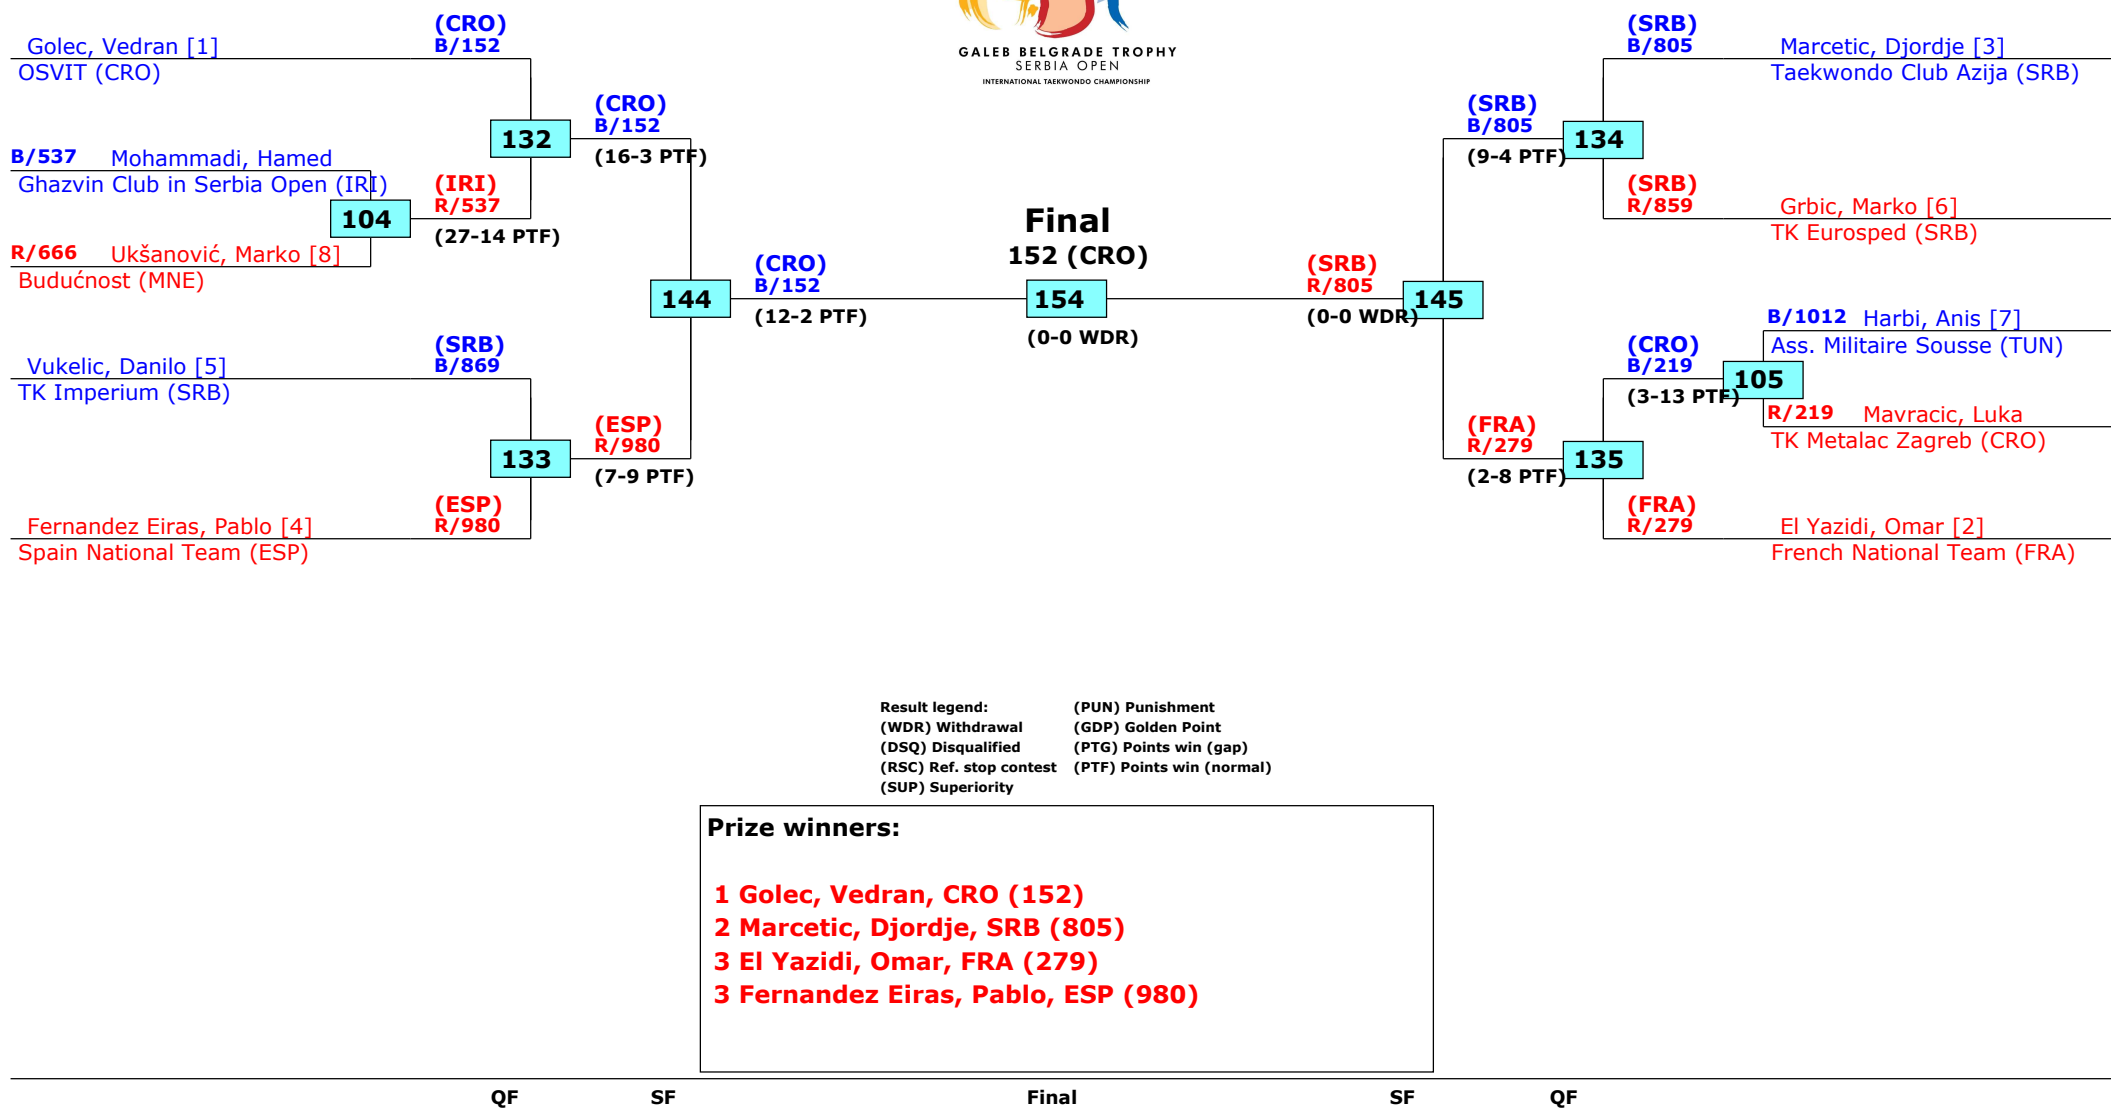 GALEB BELGRADE TROPHY
SERBIA OPEN
INTERNATIONAL TAEKWONDO CHAMPIONSHIP
Golec, Vedran [1]
OSVIT (CRO)
(CRO)
B/152
B/537 Mohammadi, Hamed
Ghazvin Club in Serbia Open (IRI)
104
R/666 Ukšanović, Marko [8]
Budućnost (MNE)
(IRI)
R/537
(27-14 PTF)
132
(CRO)
B/152
(16-3 PTF)
Vukelic, Danilo [5]
TK Imperium (SRB)
(SRB)
B/869
133
Fernandez Eiras, Pablo [4]
Spain National Team (ESP)
(ESP)
R/980
(ESP)
R/980
(7-9 PTF)
144
(CRO)
B/152
(12-2 PTF)
Final
152 (CRO)
154
(0-0 WDR)
(SRB)
R/805
(0-0 WDR)
145
(SRB)
B/805
(9-4 PTF)
134
(SRB)
B/805
Marcetic, Djordje [3]
Taekwondo Club Azija (SRB)
(SRB)
R/859
Grbic, Marko [6]
TK Eurosped (SRB)
(FRA)
R/279
(2-8 PTF)
135
(CRO)
B/219
(3-13 PTF)
105
B/1012 Harbi, Anis [7]
Ass. Militaire Sousse (TUN)
R/219 Mavracic, Luka
TK Metalac Zagreb (CRO)
(FRA)
R/279
El Yazidi, Omar [2]
French National Team (FRA)
Result legend: (PUN) Punishment
(WDR) Withdrawal (GDP) Golden Point
(DSQ) Disqualified (PTG) Points win (gap)
(RSC) Ref. stop contest (PTF) Points win (normal)
(SUP) Superiority
Prize winners:
1 Golec, Vedran, CRO (152)
2 Marcetic, Djordje, SRB (805)
3 El Yazidi, Omar, FRA (279)
3 Fernandez Eiras, Pablo, ESP (980)
QF SF Final SF QF